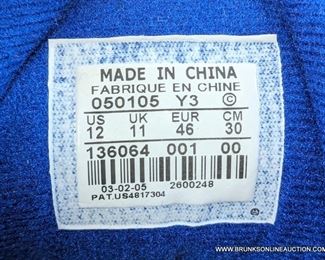 MADE IN CHINA
FABRIQUE EN CHINE
050105 Y3 ©
US UK EUR CM
12 11 46 30
136064 001 00
03-02-05 2600248
PAT.US4817304
WWW.BRUNKSONLINEAUCTION.COM